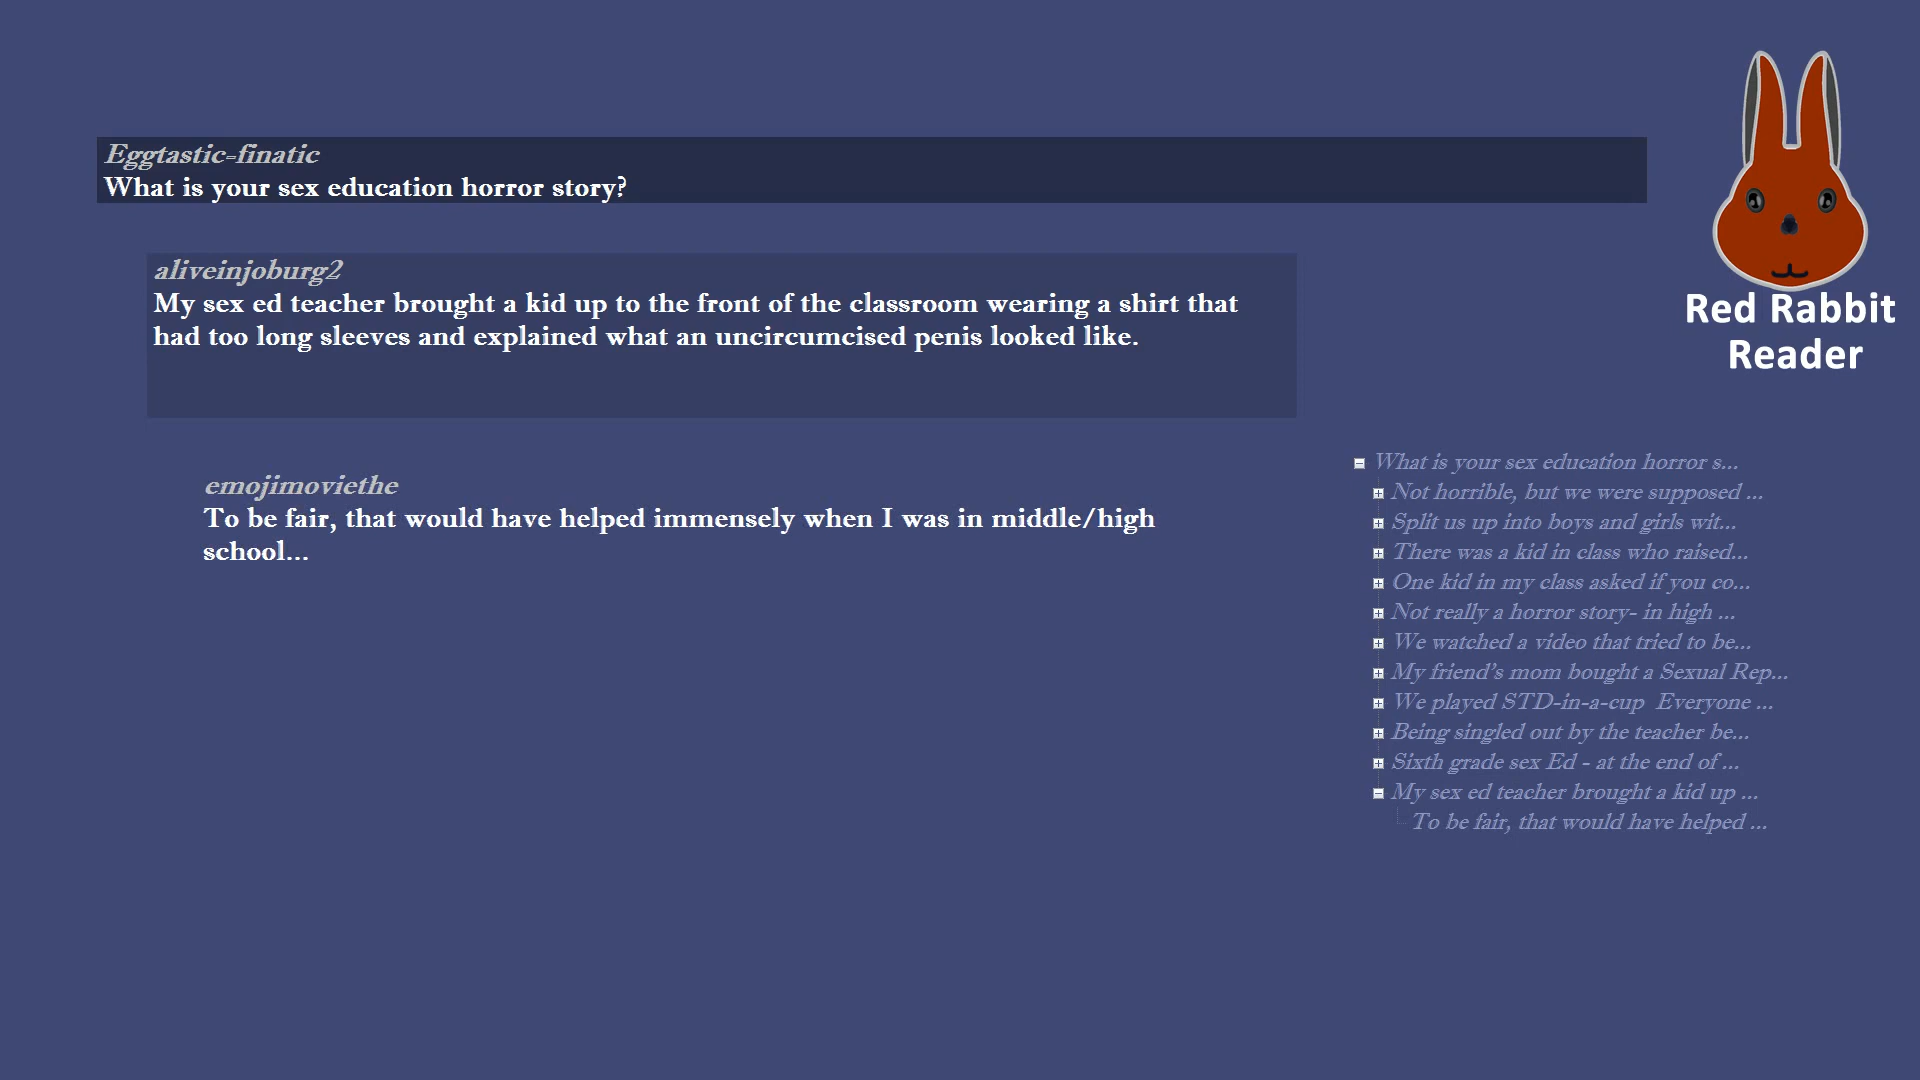 Eggtastic-finatic
What is your sex education horror story?
aliveinjoburg2
My sex ed teacher brought a kid up to the front of the classroom wearing a shirt that
had too long sleeves and explained what an uncircumcised penis looked like.
emojimoviethe
To be fair, that would have helped immensely when I was in middle/high
school...
Red Rabbit
Reader
What is your sex education horror s...
Not horrible, but we were supposed ...
Split us up into boys and girls wit...
There was a kid in class who raised...
One kid in my class asked if you co...
Not really a horror story- in high ...
We watched a video that tried to be...
My friend's mom bought a Sexual Rep...
We played STD-in-a-cup  Everyone ...
Being singled out by the teacher be...
Sixth grade sex Ed - at the end of ...
My sex ed teacher brought a kid up ...
To be fair, that would have helped ...